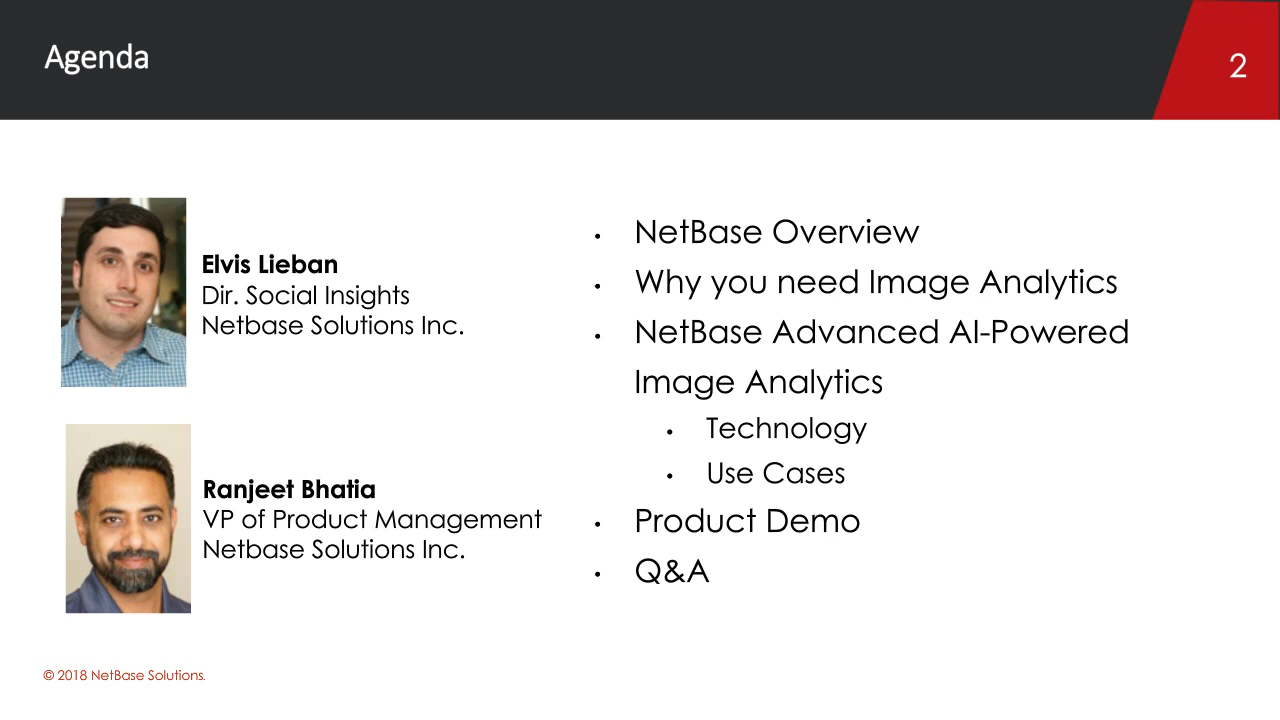 Agenda
2
Elvis Lieban
Dir. Social Insights
Netbase Solutions Inc.
Ranjeet Bhatia
VP of Product Management
Netbase Solutions Inc.
• NetBase Overview
• Why you need Image Analytics
• NetBase Advanced AI-Powered
Image Analytics
• Technology
• Use Cases
• Product Demo
• Q&A
© 2018 NetBase Solutions.